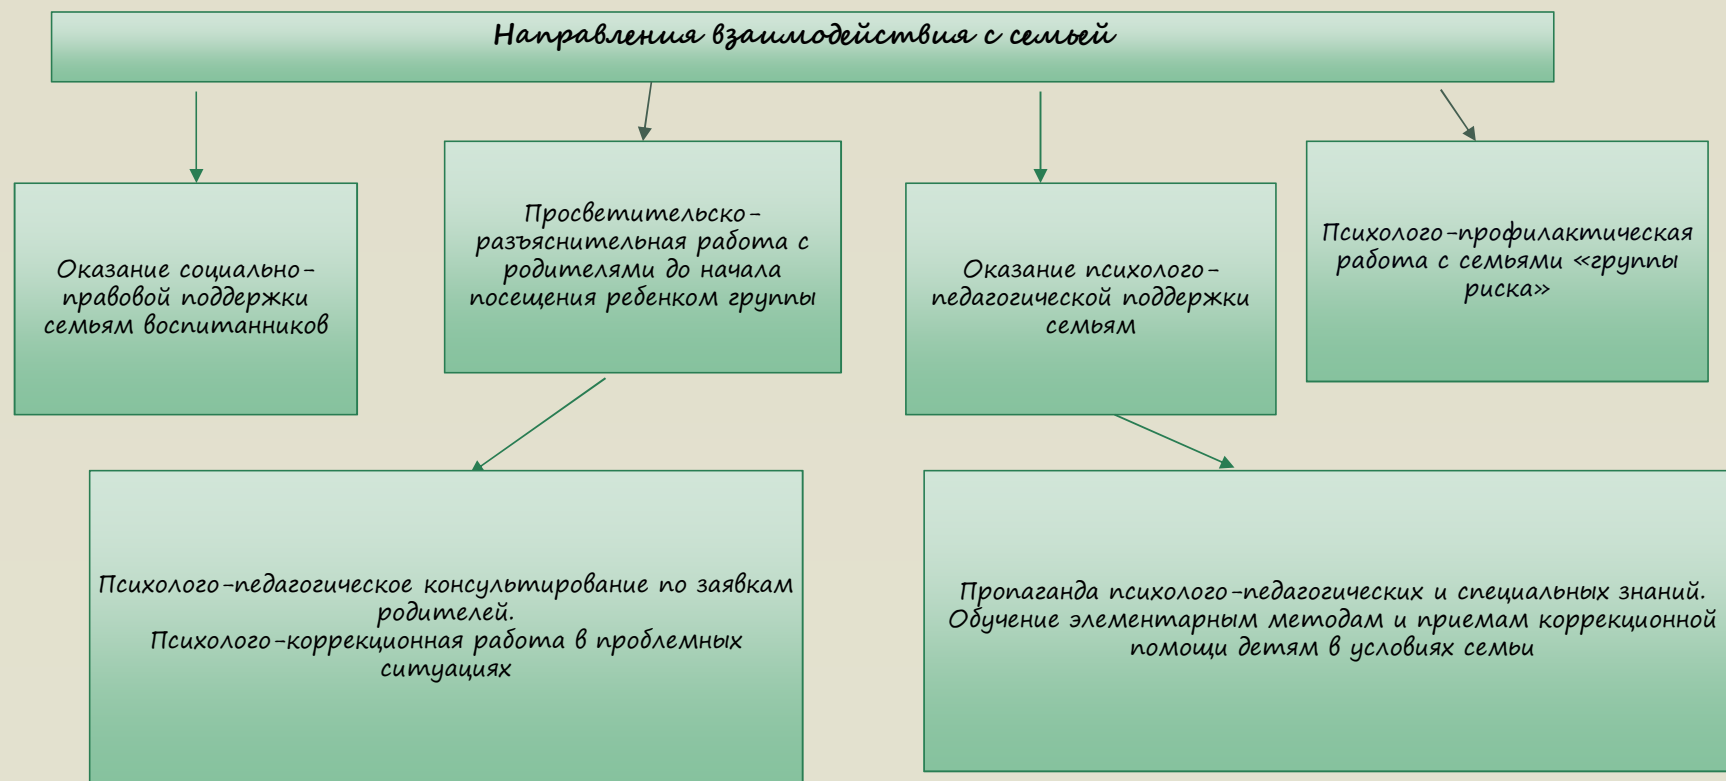 Направления взаимодействия с семьей
Оказание социально-
правовой поддержки
семьям воспитанников
Просветительско-
разъяснительная работа с
родителями до начала
посещения ребенком группы
Оказание психолого-
педагогической поддержки
семьям
Психолого-профилактическая
работа с семьями «группы
риска»
Психолого-педагогическое консультирование по заявкам
родителей.
Психолого-коррекционная работа в проблемных
ситуациях
Пропаганда психолого-педагогических и специальных знаний.
Обучение элементарным методам и приемам коррекционной
помощи детям в условиях семьи